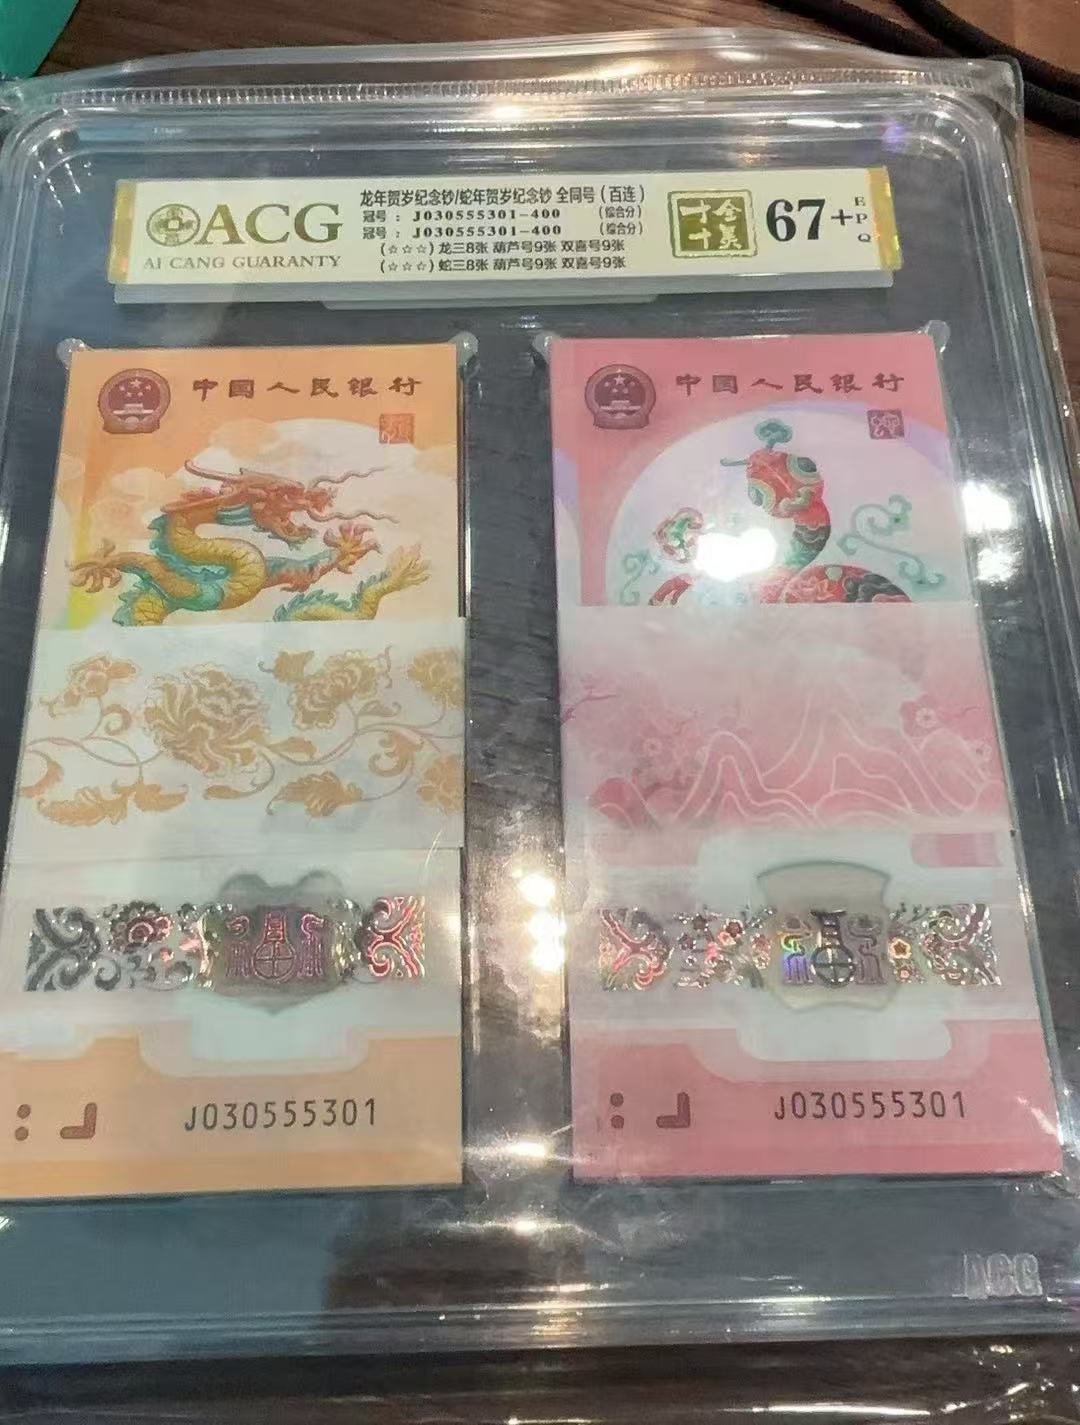 ACG
AI CANG GUARANTY
龙年贺岁纪念钞/蛇年贺岁纪念钞 全同号(百连)
冠号: J030555301-400 (综合分)
冠号: J030555301-400 (综合分)
(☆☆☆) 龙三8张 葫芦号9张 双喜号9张
(☆☆☆) 蛇三8张 葫芦号9张 双喜号9张
十全十美
67+
EPQ
中国人民银行
中国人民银行
J030555301
J030555301
ACG